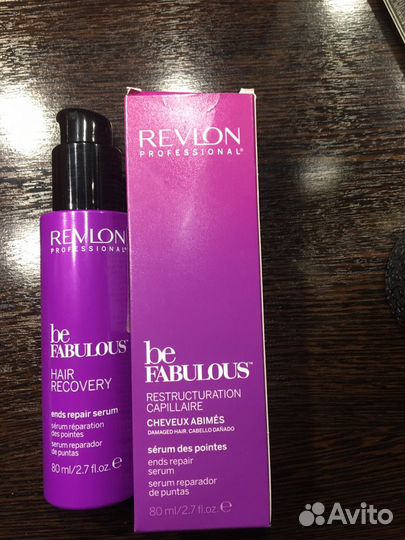 REVLON
PROFESSIONAL®
be
FABULOUS™
HAIR
RECOVERY
ends repair serum
sérum réparation
des pointes
serum reparador
de puntas
80 ml/2.7 fl.oz. ℮
REVLON
PROFESSIONAL®
be
FABULOUS™
RESTRUCTURATION
CAPILLAIRE
CHEVEUX ABIMÉS
DAMAGED HAIR. CABELLO DAÑADO
sérum des pointes
ends repair
serum
serum reparador
de puntas
80 ml/2.7 fl.oz. ℮
Avito